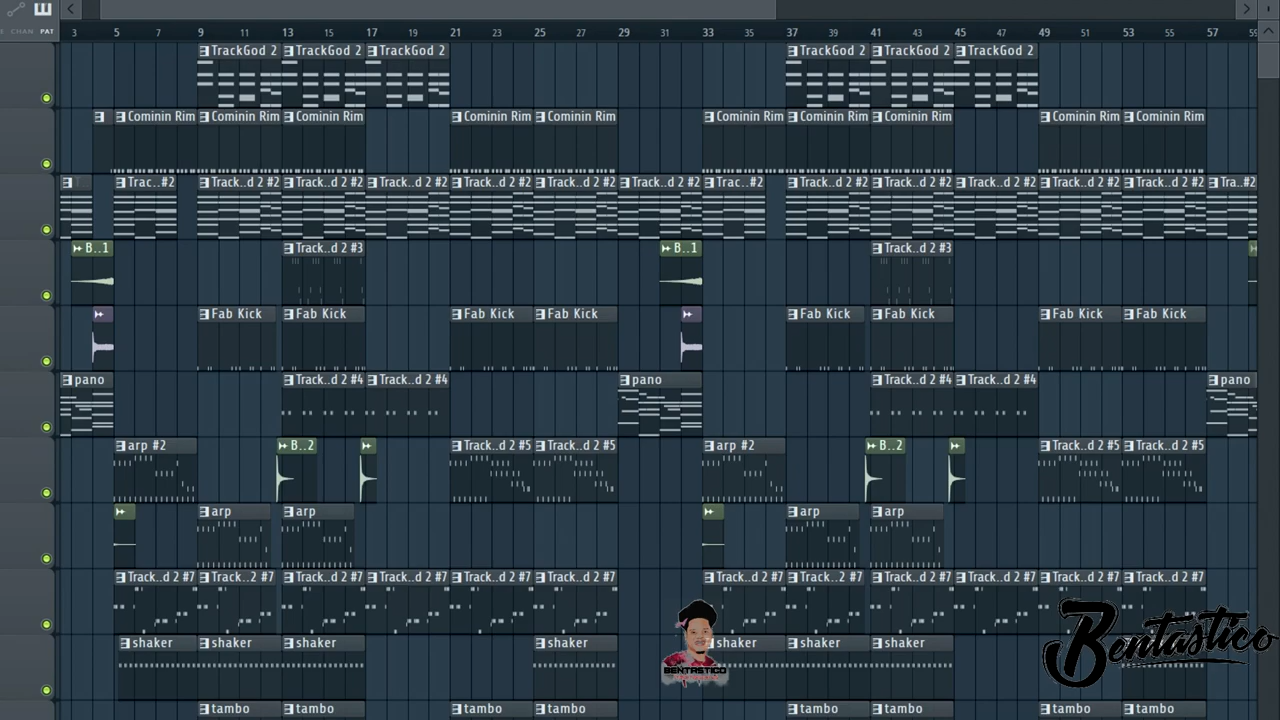 CHAN PAT
3 5 7 9 11 13 15 17 19 21 23 25 27 29 31 33 35 37 39 41 43 45 47 49 51 53 55 57 59
TrackGod 2 TrackGod 2 TrackGod 2 TrackGod 2 TrackGod 2 TrackGod 2
Cominin Rim Cominin Rim Cominin Rim Cominin Rim Cominin Rim Cominin Rim Cominin Rim Cominin Rim Cominin Rim Cominin Rim
Trac..#2 Track..d 2 #2 Track..d 2 #2 Track..d 2 #2 Track..d 2 #2 Track..d 2 #2 Track..d 2 #2 Trac..#2 Track..d 2 #2 Track..d 2 #2 Track..d 2 #2 Track..d 2 #2 Track..d 2 #2 Tra..#2
B..1 Track..d 2 #3 B..1 Track..d 2 #3
Fab Kick Fab Kick Fab Kick Fab Kick Fab Kick Fab Kick Fab Kick Fab Kick
pano Track..d 2 #4 Track..d 2 #4 pano Track..d 2 #4 Track..d 2 #4 pano
arp #2 B..2 Track..d 2 #5 Track..d 2 #5 arp #2 B..2 Track..d 2 #5 Track..d 2 #5
arp arp arp arp
Track..d 2 #7 Track..2 #7 Track..d 2 #7 Track..d 2 #7 Track..d 2 #7 Track..d 2 #7 Track..d 2 #7 Track..2 #7 Track..d 2 #7 Track..d 2 #7 Track..d 2 #7
shaker shaker shaker shaker shaker shaker shaker
BENTASTICO
Bentastico
tambo tambo tambo tambo tambo tambo tambo tambo